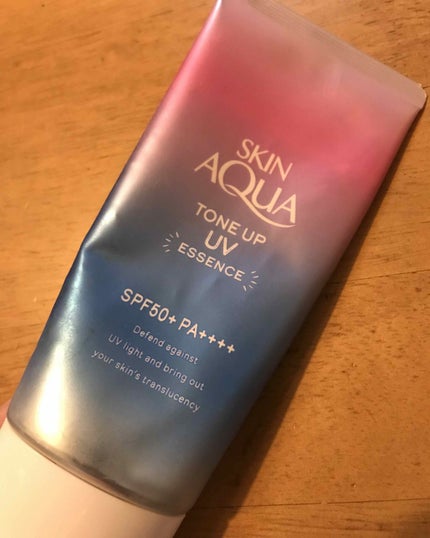 SKIN
AQUA
TONE UP
UV
ESSENCE
SPF50+ PA++++
Defend against
UV light and bring out
your skin's translucency